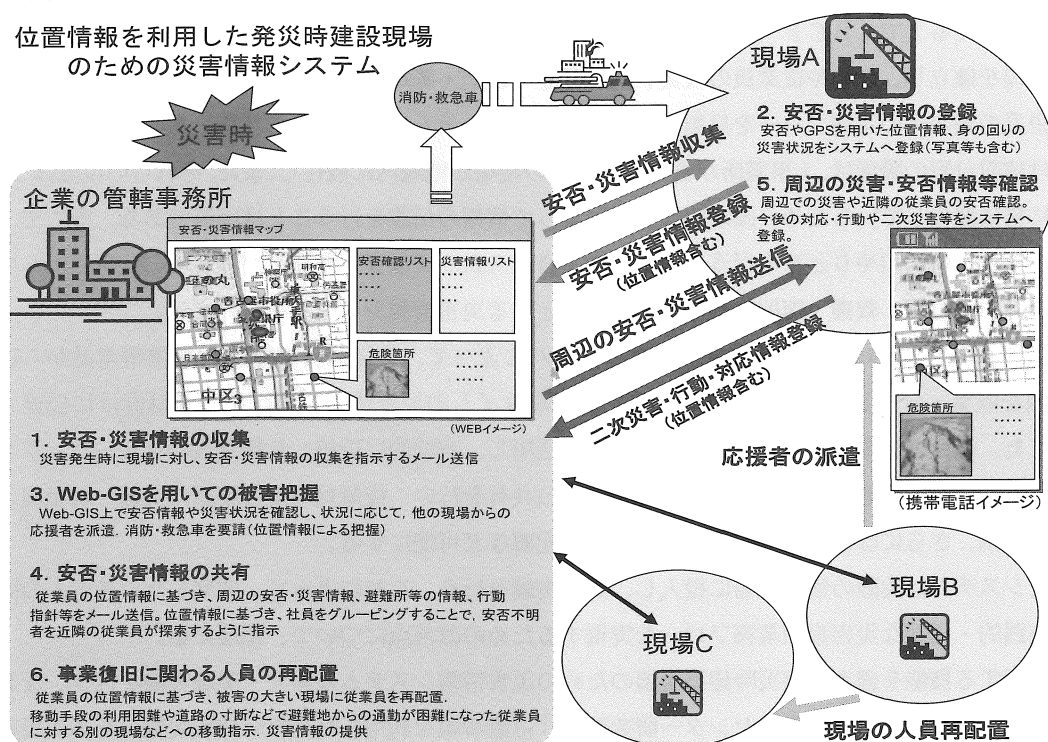 位置情報を利用した発災時建設現場
のための災害情報システム
災害時
消防・救急車
現場A
2. 安否・災害情報の登録
安否やGPSを用いた位置情報、身の回りの
災害状況をシステムへ登録(写真等も含む)
5. 周辺の災害・安否情報等確認
周辺での災害や近隣の従業員の安否確認。
今後の対応・行動や二次災害等をシステムへ
登録。
企業の管轄事務所
安否・災害情報マップ
安否確認リスト
災害情報リスト
危険箇所
中区3
(WEBイメージ)
安否・災害情報収集
安否・災害情報登録
(位置情報含む)
周辺の安否・災害情報送信
二次災害・行動・対応情報登録
(位置情報含む)
危険箇所
(携帯電話イメージ)
応援者の派遣
1. 安否・災害情報の収集
災害発生時に現場に対し、安否・災害情報の収集を指示するメール送信
3. Web-GISを用いての被害把握
Web-GIS上で安否情報や災害状況を確認し、状況に応じて, 他の現場からの
応援者を派遣. 消防・救急車を要請(位置情報による把握)
4. 安否・災害情報の共有
従業員の位置情報に基づき、周辺の安否・災害情報、避難所等の情報、行動
指針等をメール送信。位置情報に基づき、社員をグルーピングすることで, 安否不明
者を近隣の従業員が探索するように指示
6. 事業復旧に関わる人員の再配置
従業員の位置情報に基づき、被害の大きい現場に従業員を再配置.
移動手段の利用困難や道路の寸断などで避難地からの通勤が困難になった従業員
に対する別の現場などへの移動指示. 災害情報の提供
現場B
現場C
現場の人員再配置